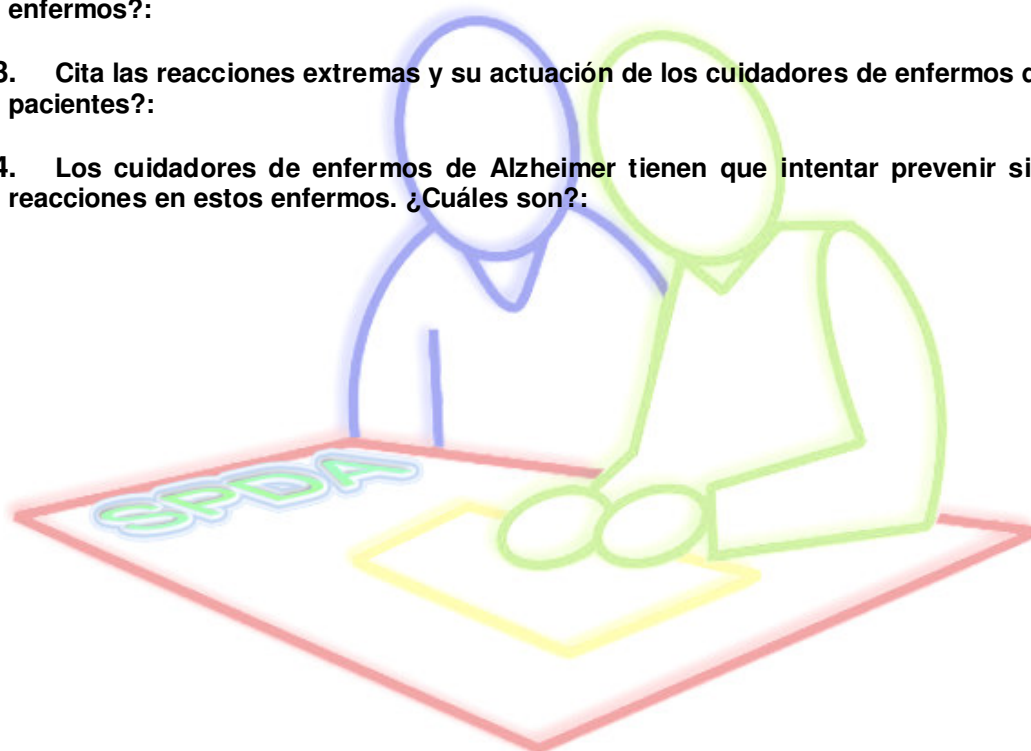 enfermos?:
3. Cita las reacciones extremas y su actuación de los cuidadores de enfermos
pacientes?:
4. Los cuidadores de enfermos de Alzheimer tienen que intentar prevenir
reacciones en estos enfermos. ¿Cuáles son?:
SPDA